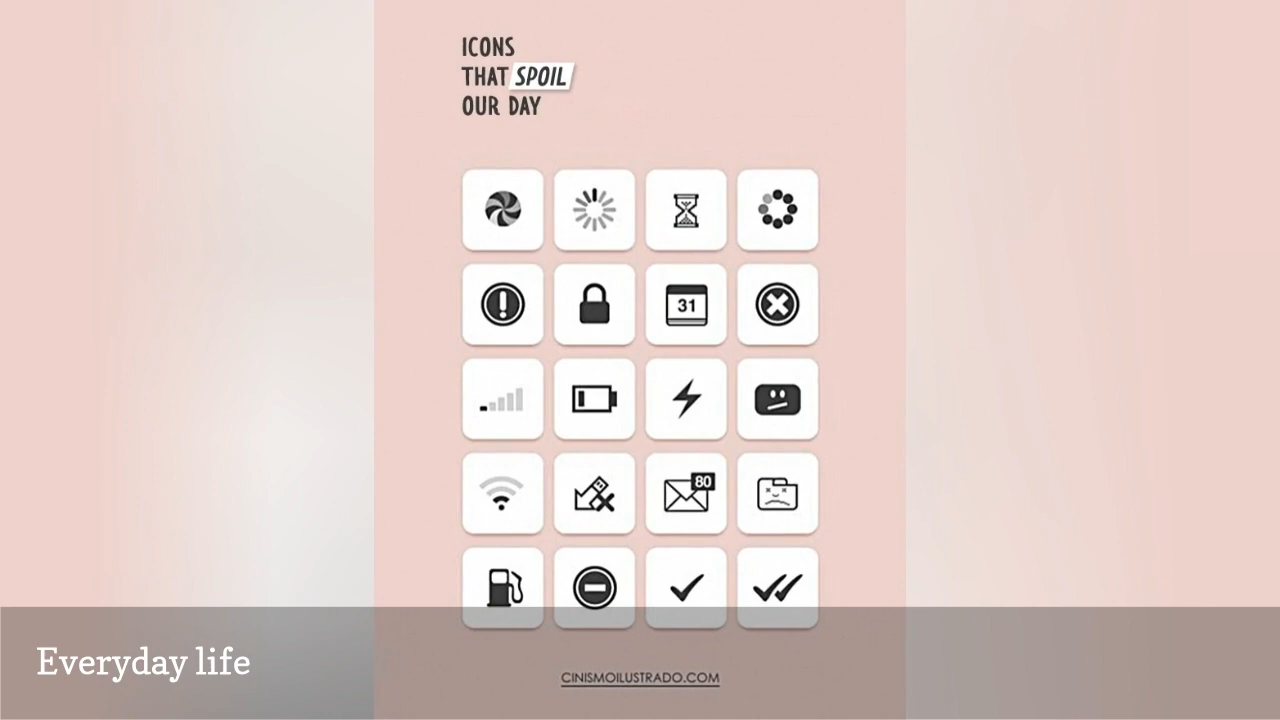 ICONS
THAT SPOIL
OUR DAY
31
80
Everyday life
CINISMOILUSTRADO.COM